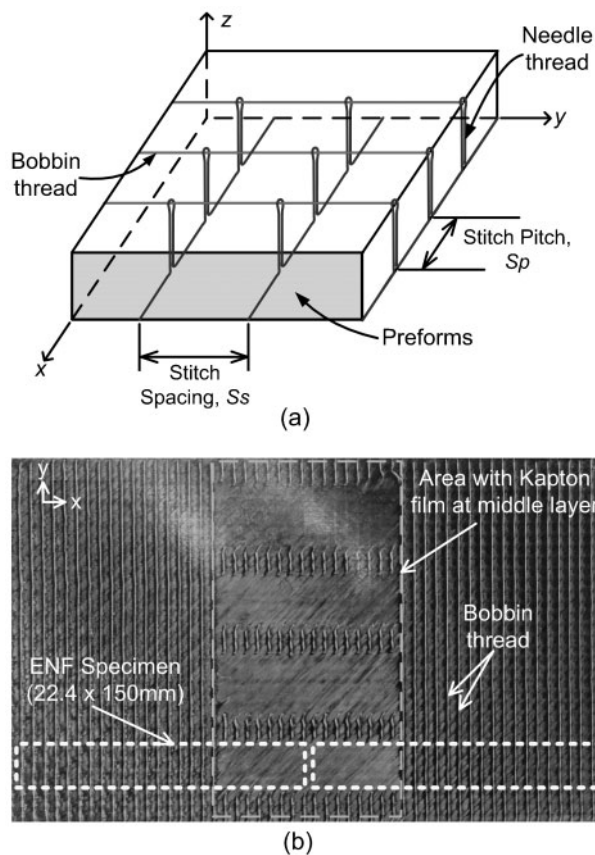 z
Needle
thread
y
Bobbin
thread
Stitch Pitch,
Sp
Preforms
x
Stitch
Spacing, Ss
(a)
y
x
Area with Kapton
film at middle layer
Bobbin
thread
ENF Specimen
(22.4 x 150mm)
(b)